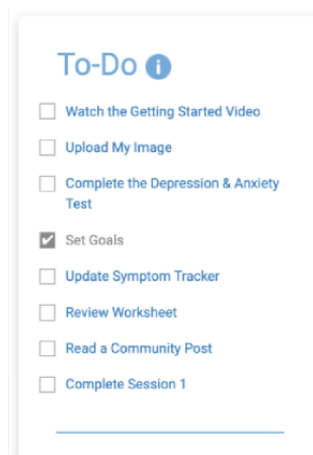 To-Do i
Watch the Getting Started Video
Upload My Image
Complete the Depression & Anxiety
Test
Set Goals
Update Symptom Tracker
Review Worksheet
Read a Community Post
Complete Session 1